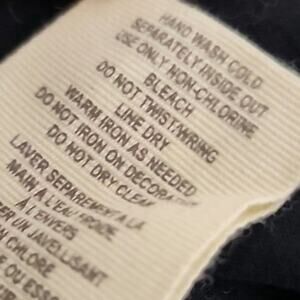 HAND WASH COLD
SEPARATELY INSIDE OUT
USE ONLY NON-CHLORINE
BLEACH
DO NOT TWIST/WRING
LINE DRY
WARM IRON AS NEEDED
DO NOT IRON ON DECORATION
DO NOT DRY CLEAN
LAVER SEPAREMENT A LA
MAIN A L'EAU FROIDE,
À L'ENVERS
UN JAVELLISANT
CHLORE
OU